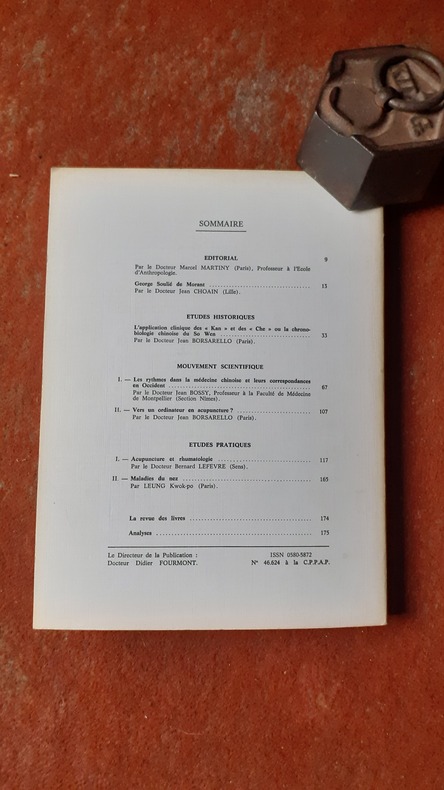 SOMMAIRE
EDITORIAL 9
Par le Docteur Marcel MARTINY (Paris), Professeur à l'Ecole
d'Anthropologie.
George Soulié de Morant 13
Par le Docteur Jean CHOAIN (Lille).
ETUDES HISTORIQUES
L'application clinique des « Kan » et des « Che » ou la chrono-
biologie chinoise du So Wen 33
Par le Docteur Jean BORSARELLO (Paris).
MOUVEMENT SCIENTIFIQUE
I. — Les rythmes dans la médecine chinoise et leurs correspondances
en Occident 67
Par le Docteur Jean BOSSY, Professeur à la Faculté de Médecine
de Montpellier (Section Nîmes).
II. — Vers un ordinateur en acupuncture ? 107
Par le Docteur Jean BORSARELLO (Paris).
ETUDES PRATIQUES
I. — Acupuncture et rhumatologie 117
Par le Docteur Bernard LEFEVRE (Sens).
II. — Maladies du nez 165
Par LEUNG Kwok-po (Paris).
La revue des livres 174
Analyses 175
Le Directeur de la Publication : ISSN 0580-5872
Docteur Didier FOURMONT. N° 46.624 à la C.P.P.A.P.